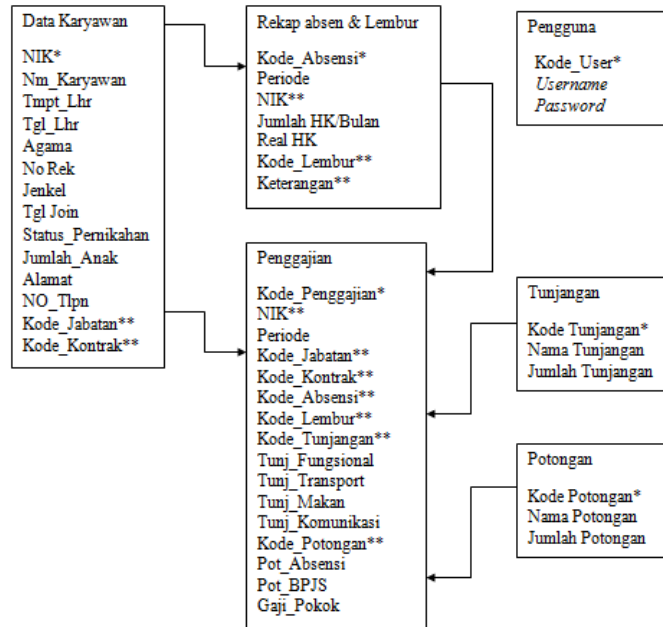 Data Karyawan
NIK*
Nm_Karyawan
Tmpt_Lhr
Tgl_Lhr
Agama
No Rek
Jenkel
Tgl Join
Status_Pernikahan
Jumlah_Anak
Alamat
NO_Tlpn
Kode_Jabatan**
Kode_Kontrak**
Rekap absen & Lembur
Kode_Absensi*
Periode
NIK**
Jumlah HK/Bulan
Real HK
Kode_Lembur**
Keterangan**
Pengguna
Kode_User*
Username
Password
Penggajian
Kode_Penggajian*
NIK**
Periode
Kode_Jabatan**
Kode_Kontrak**
Kode_Absensi**
Kode_Lembur**
Kode_Tunjangan**
Tunj_Fungsional
Tunj_Transport
Tunj_Makan
Tunj_Komunikasi
Kode_Potongan**
Pot_Absensi
Pot_BPJS
Gaji_Pokok
Tunjangan
Kode Tunjangan*
Nama Tunjangan
Jumlah Tunjangan
Potongan
Kode Potongan*
Nama Potongan
Jumlah Potongan